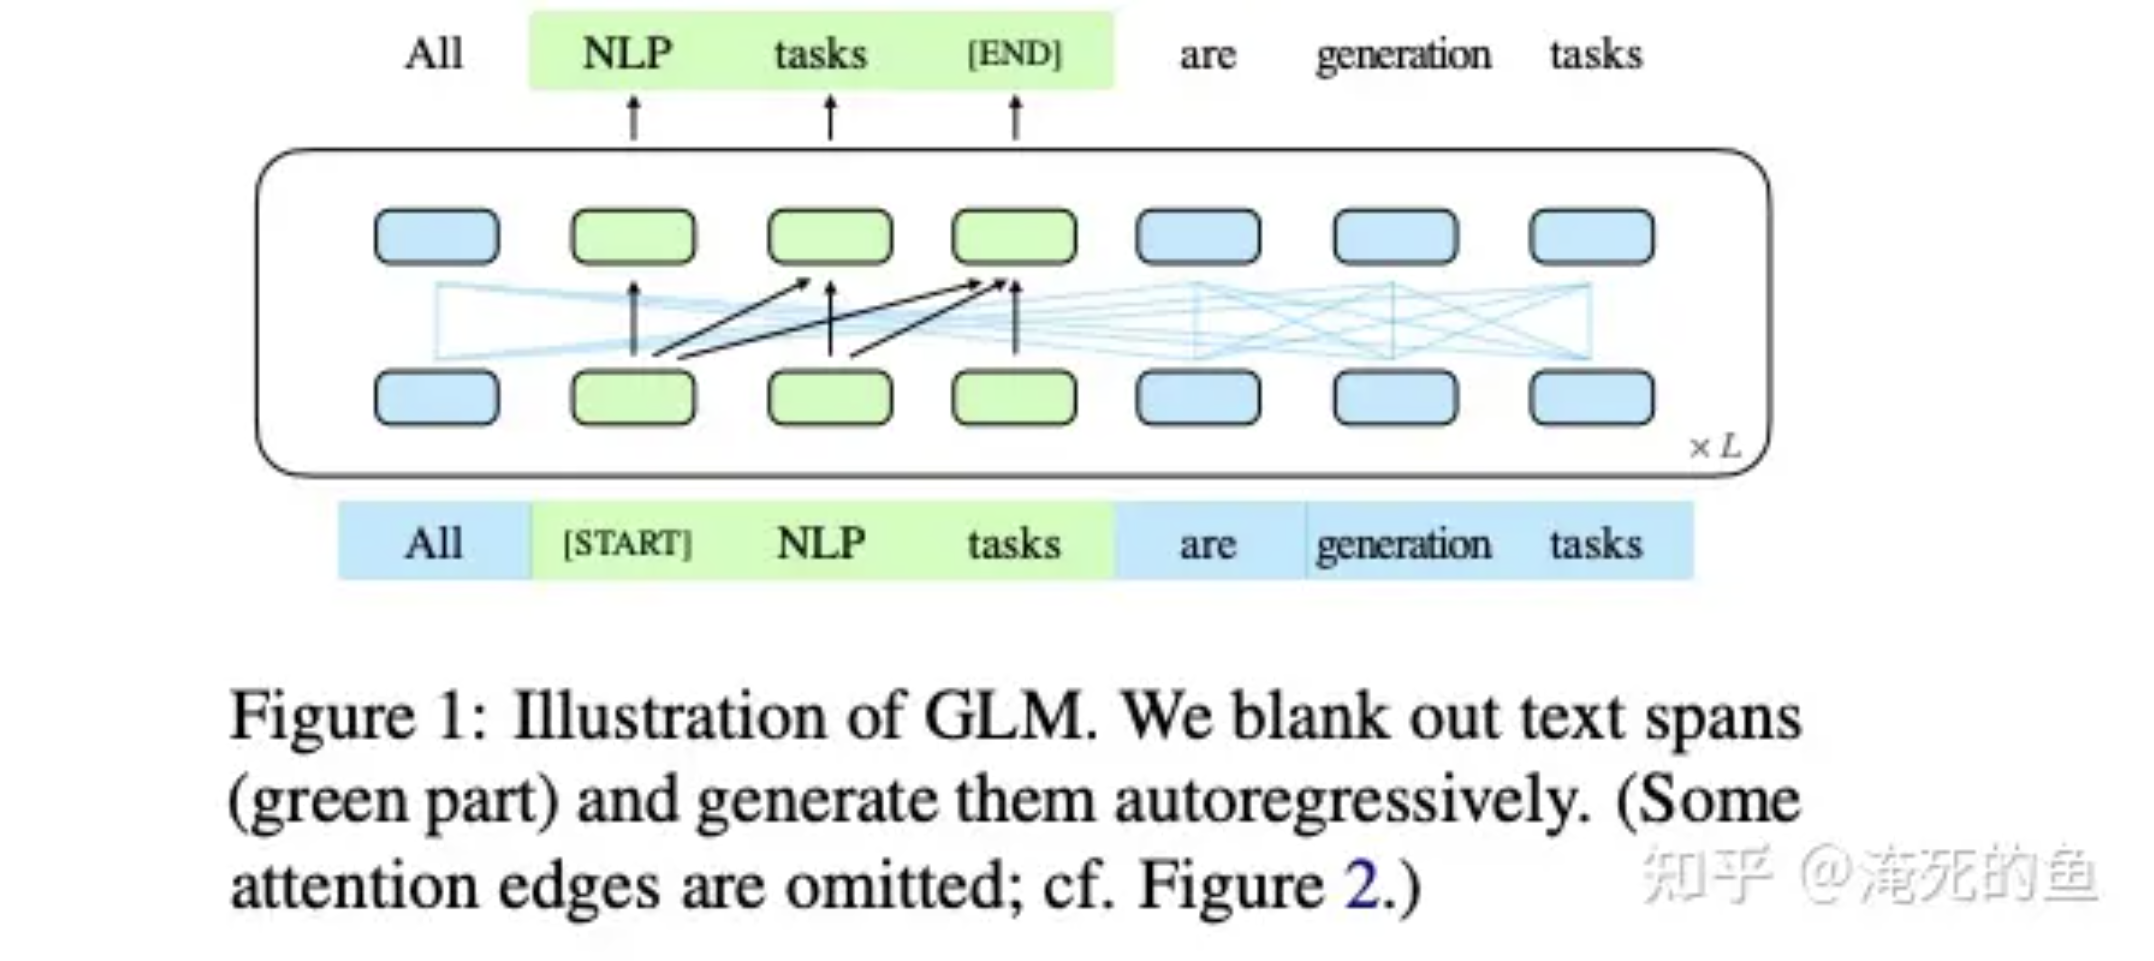 All NLP tasks [END] are generation tasks
× L
All [START] NLP tasks are generation tasks
Figure 1: Illustration of GLM. We blank out text spans
(green part) and generate them autoregressively. (Some
attention edges are omitted; cf. Figure 2.)
知乎 @淹死的鱼